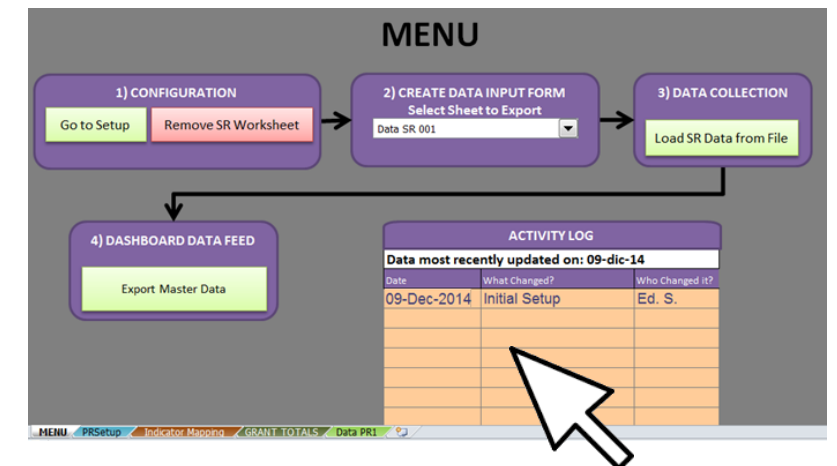 MENU
1) CONFIGURATION
Go to Setup
Remove SR Worksheet
2) CREATE DATA INPUT FORM
Select Sheet to Export
Data SR 001
3) DATA COLLECTION
Load SR Data from File
4) DASHBOARD DATA FEED
Export Master Data
ACTIVITY LOG
Data most recently updated on: 09-dic-14
Date What Changed? Who Changed it?
09-Dec-2014 Initial Setup Ed. S.
MENU PRSetup Indicator Mapping GRANT TOTALS Data PR1